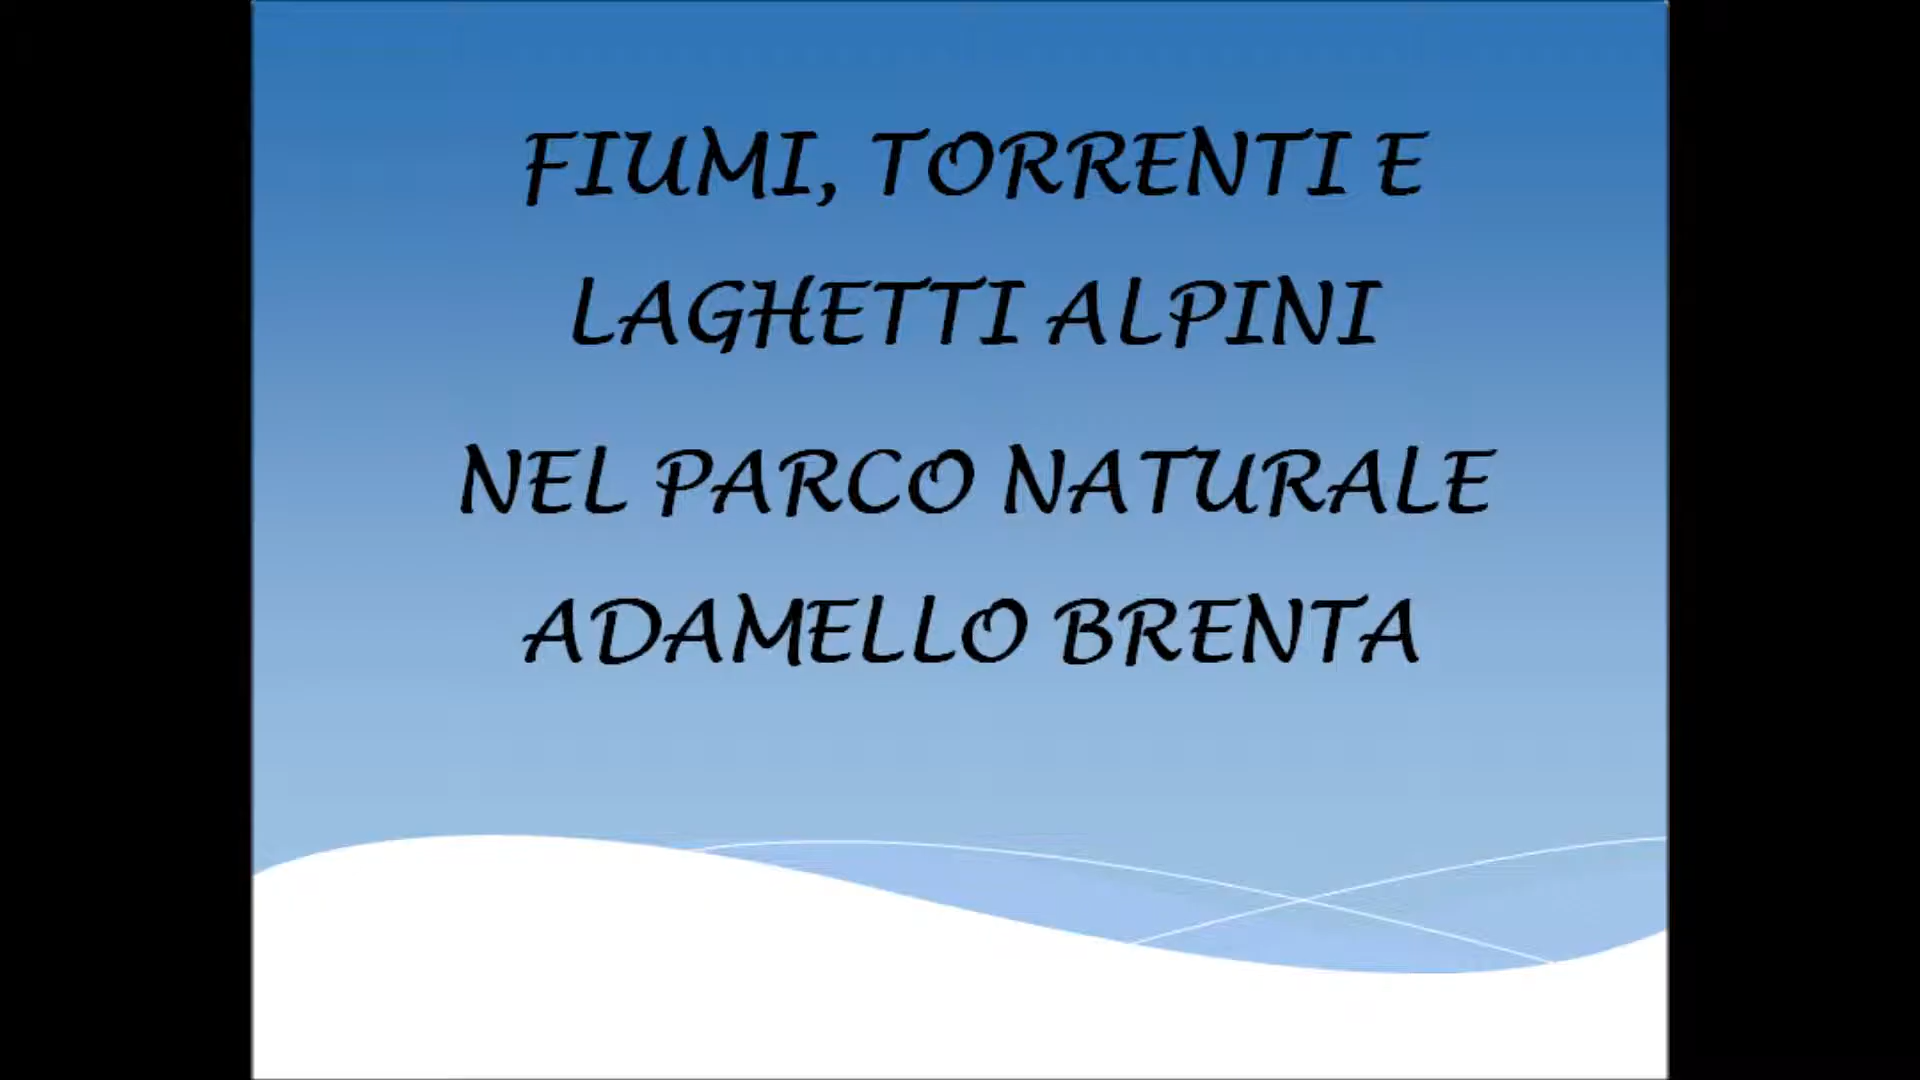 FIUMI, TORRENTI E
LAGHETTI ALPINI
NEL PARCO NATURALE
ADAMELLO BRENTA